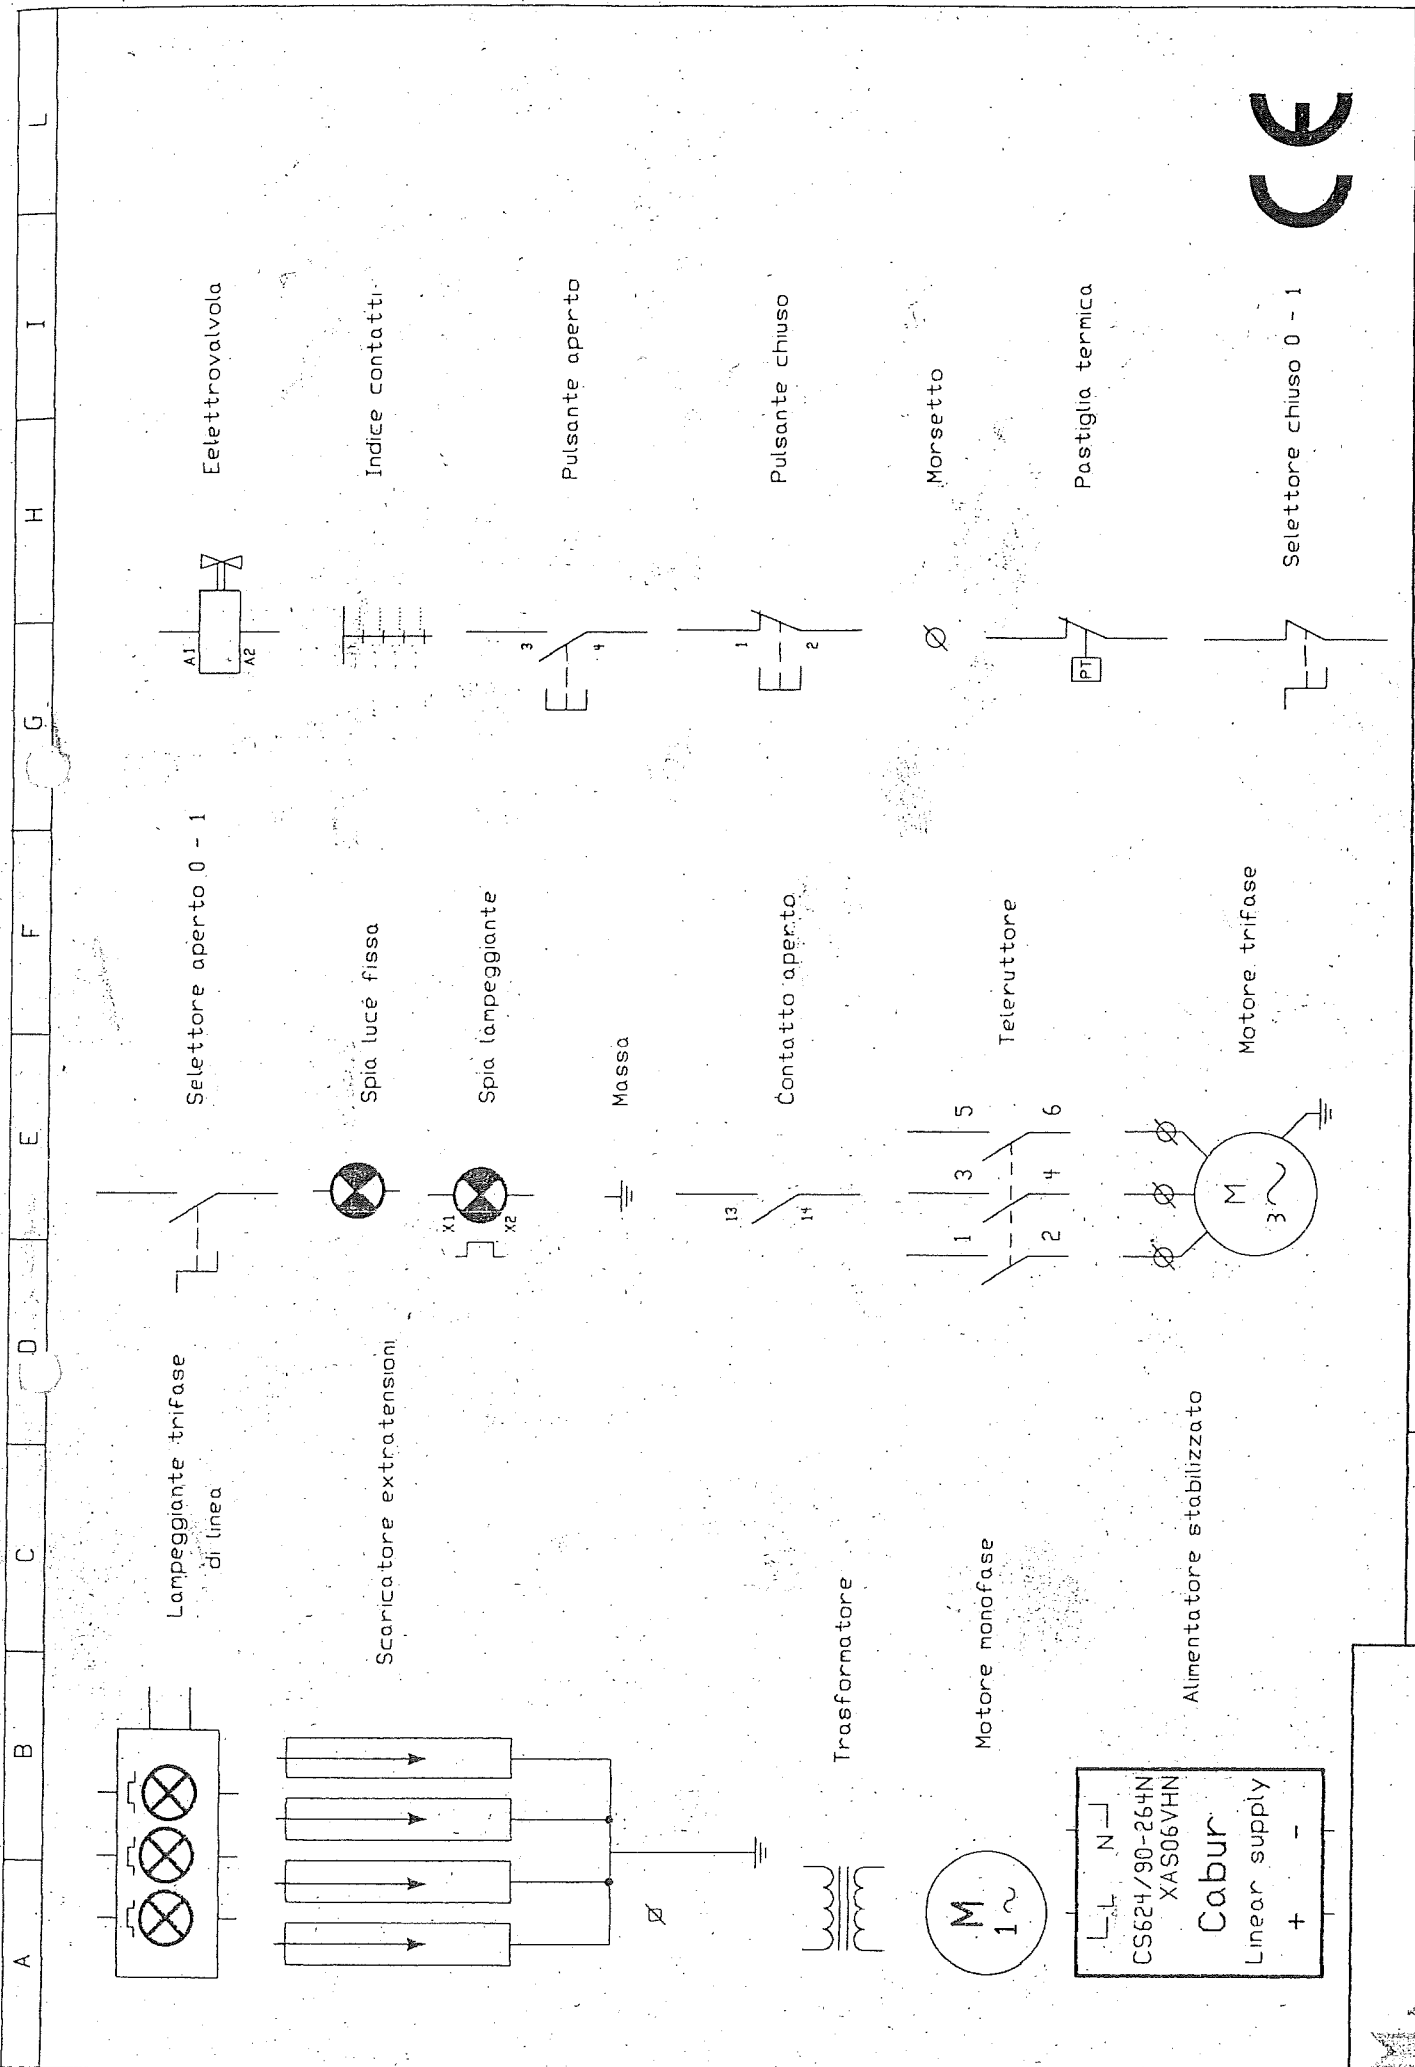 A
B
C
D
E
F
G
H
I
L
Lampeggiante trifase
di linea
Scaricatore extratensioni
Trasformatore
M
1~
Motore monofase
L N
CS624/90-264N
XAS06VHN
Cabur
Linear supply
+ -
Alimentatore stabilizzato
Selettore aperto 0 - 1
Spia luce fissa
X1
X2
Spia lampeggiante
Massa
13
14
Contatto aperto
1 3 5
2 4 6
Teleruttore
M
3~
Motore trifase
A1
A2
Eelettrovalvola
Indice contatti
3
4
Pulsante aperto
1
2
Pulsante chiuso
Morsetto
PT
Pastiglia termica
Selettore chiuso 0 - 1
CE